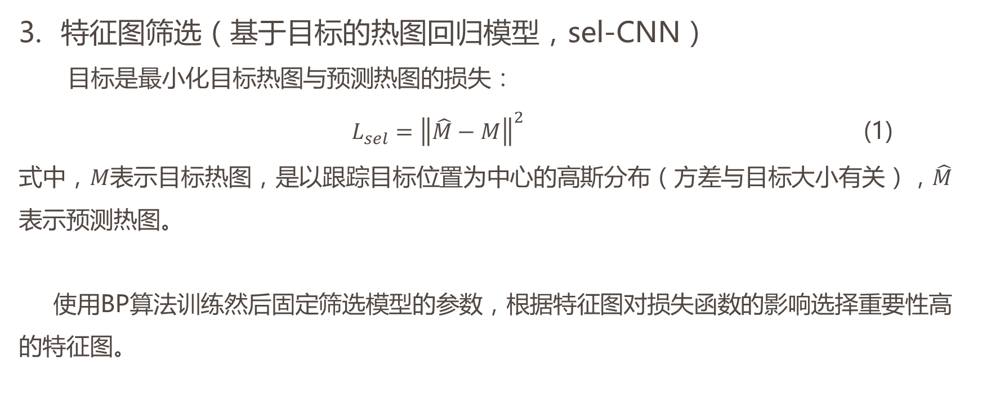 3. 特征图筛选（基于目标的热图回归模型，sel-CNN）
目标是最小化目标热图与预测热图的损失：
$L_{sel} = \left\| \widehat{M} - M \right\|^2$ (1)
式中，$M$表示目标热图，是以跟踪目标位置为中心的高斯分布（方差与目标大小有关），$\widehat{M}$
表示预测热图。
使用BP算法训练然后固定筛选模型的参数，根据特征图对损失函数的影响选择重要性高
的特征图。